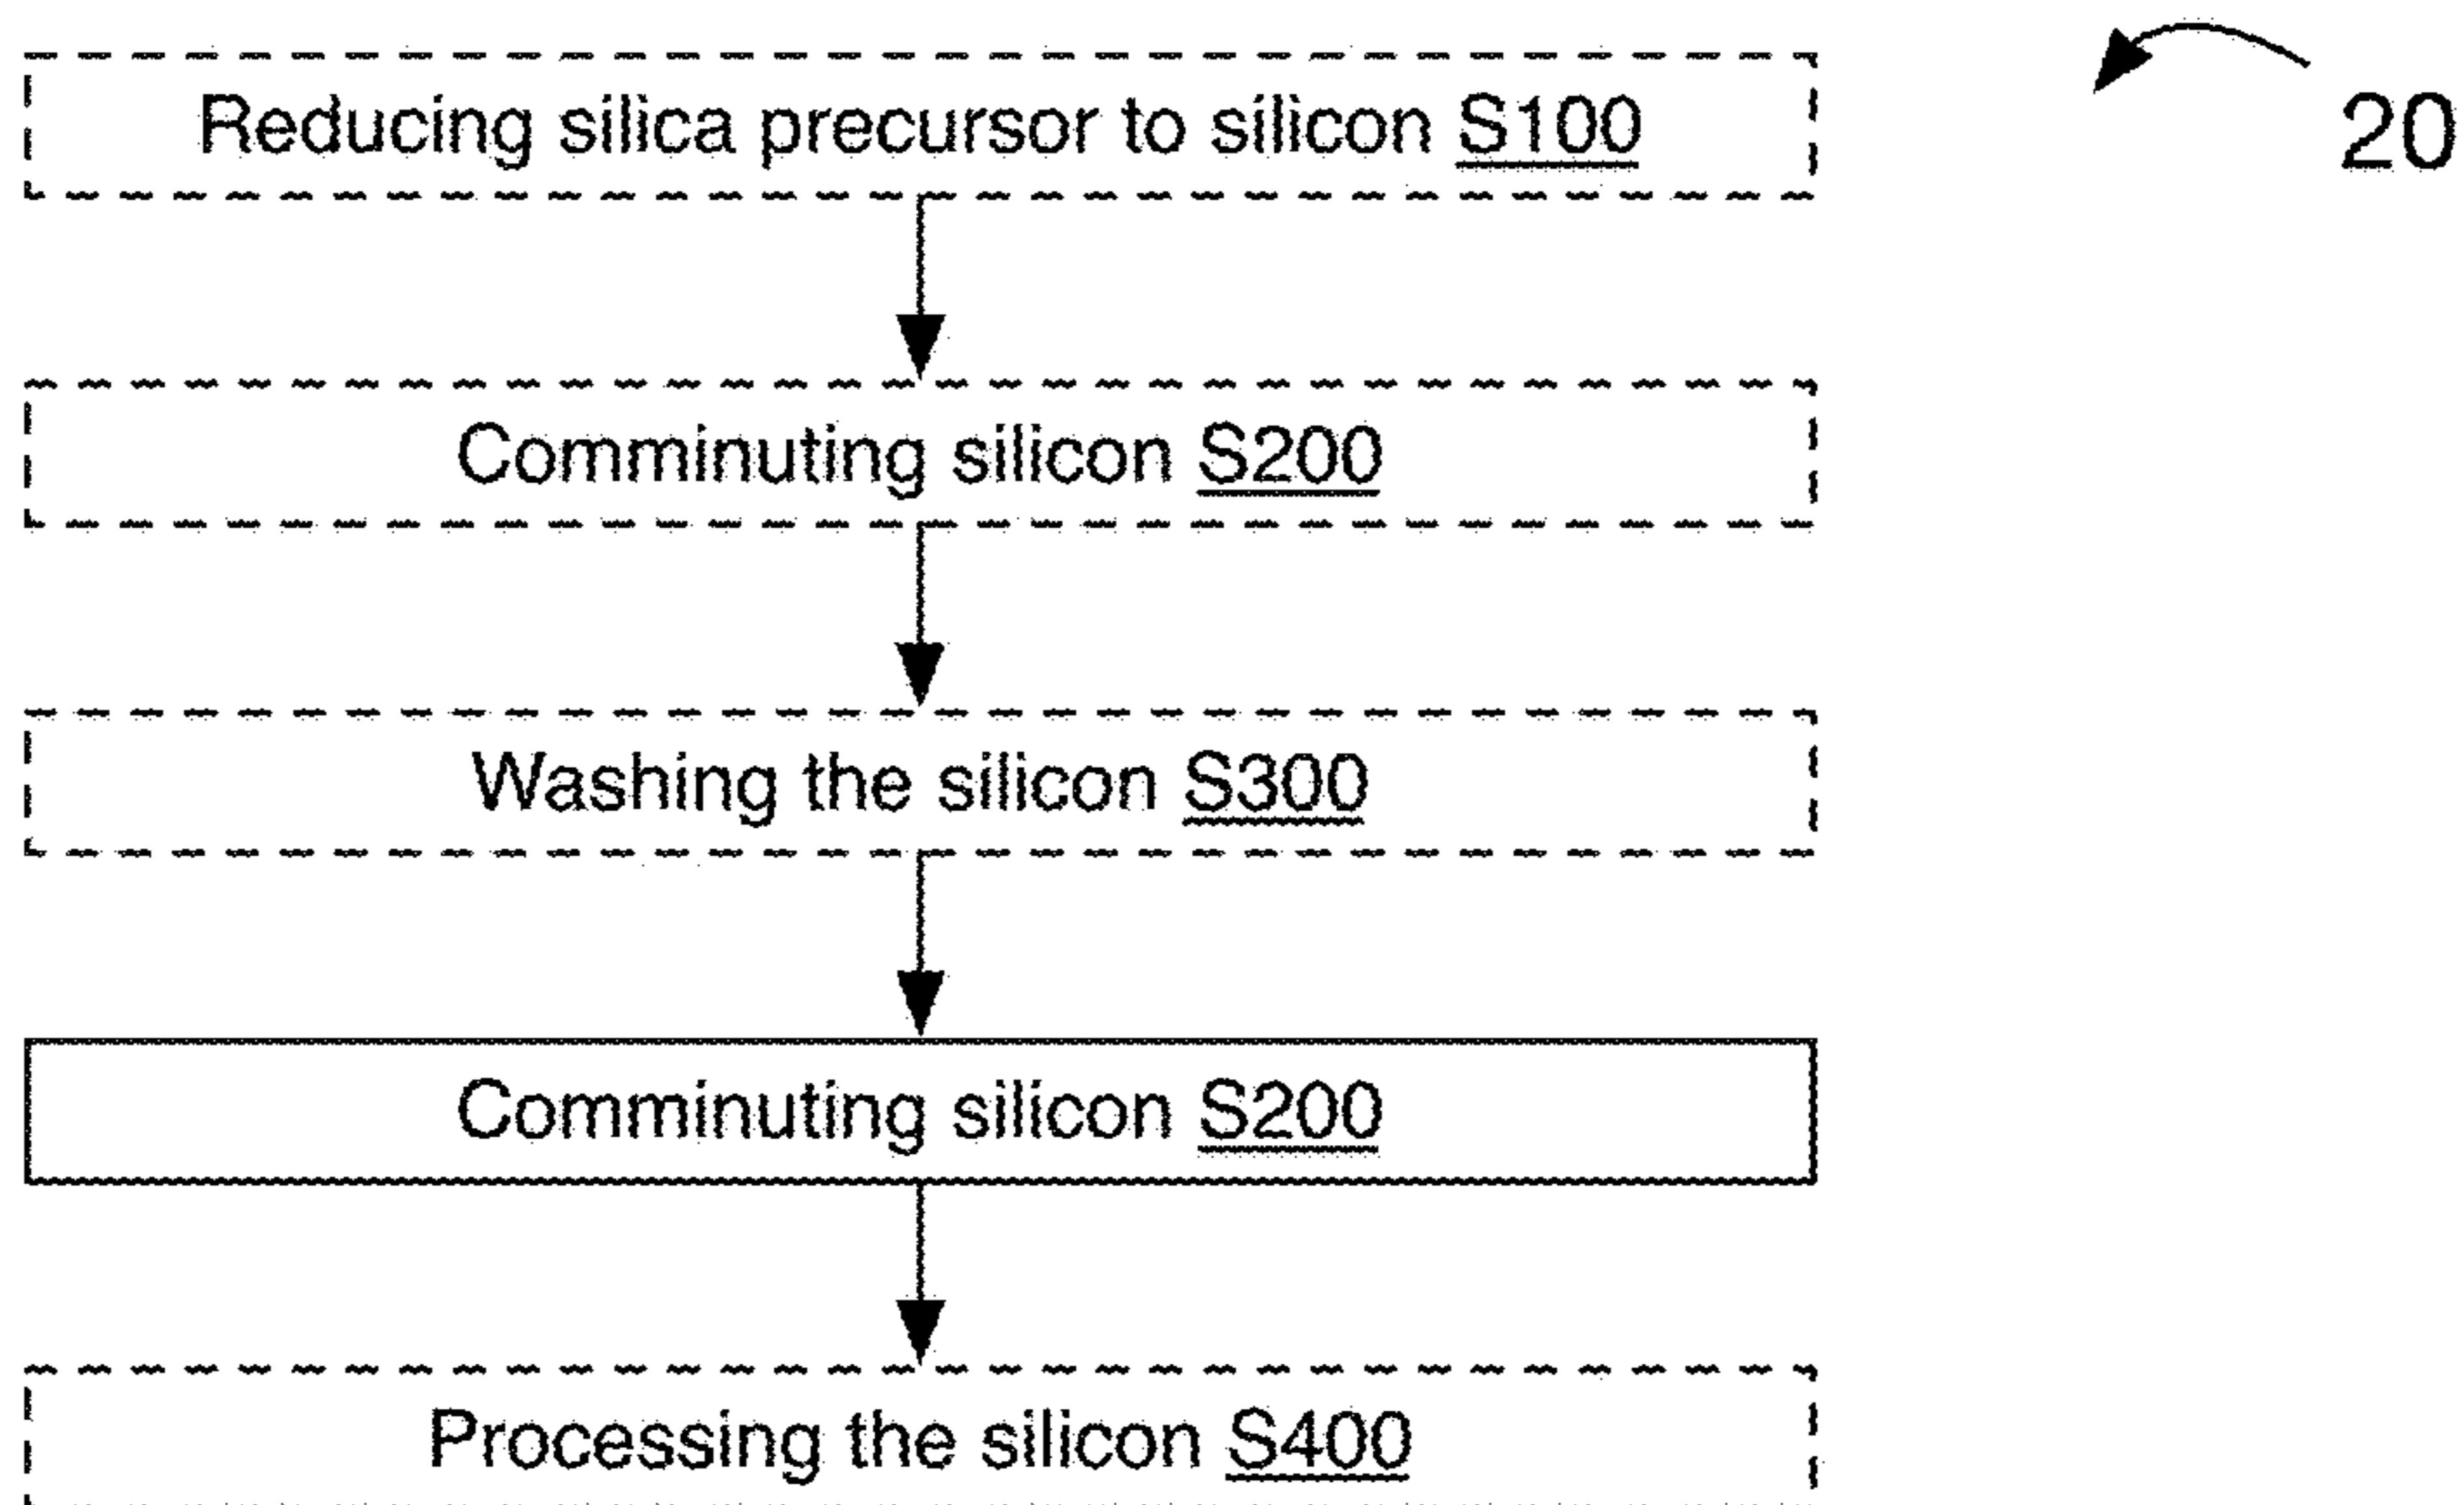 Reducing silica precursor to silicon S100
20
Comminuting silicon S200
Washing the silicon S300
Comminuting silicon S200
Processing the silicon S400